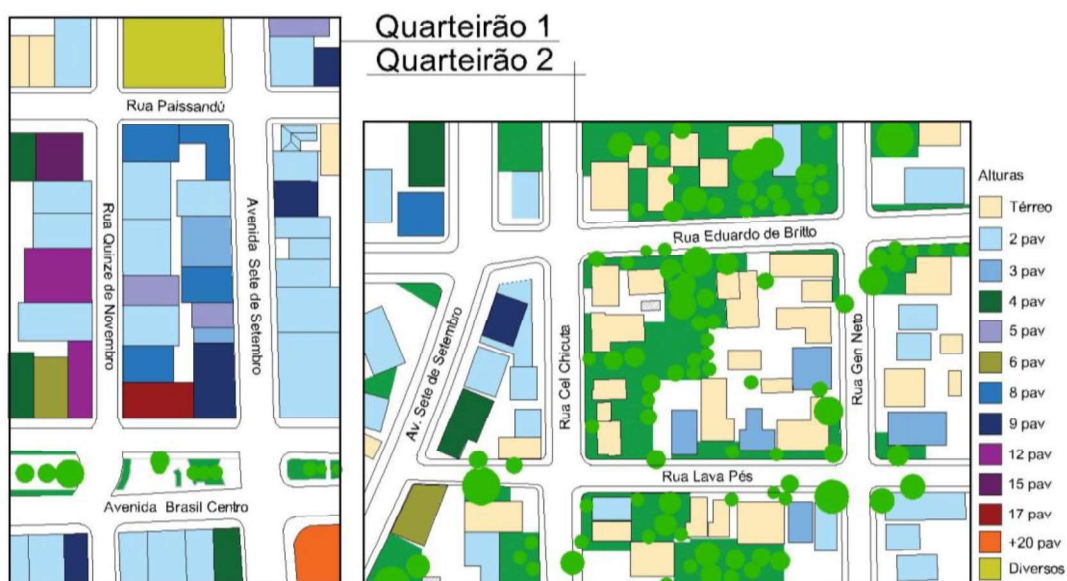 Quarteirão 1
Quarteirão 2
Rua Paissandú
Rua Quinze de Novembro
Avenida Sete de Setembro
Avenida Brasil Centro
Rua Eduardo de Britto
Av. Sete de Setembro
Rua Cel Chicuta
Rua Gen Neto
Rua Lava Pés
Alturas
Térreo
2 pav
3 pav
4 pav
5 pav
6 pav
8 pav
9 pav
12 pav
15 pav
17 pav
+20 pav
Diversos